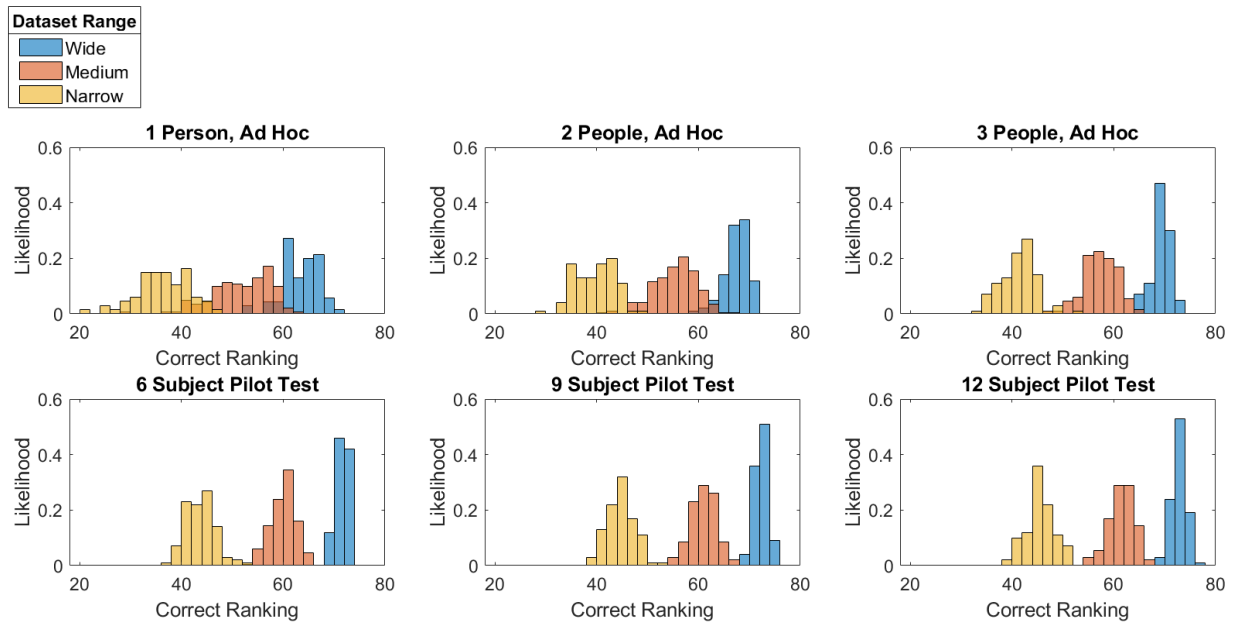 Dataset Range
Wide
Medium
Narrow
1 Person, Ad Hoc
0.6
0.4
0.2
0
Likelihood
20 40 60 80
Correct Ranking
2 People, Ad Hoc
0.6
0.4
0.2
0
Likelihood
20 40 60 80
Correct Ranking
3 People, Ad Hoc
0.6
0.4
0.2
0
Likelihood
20 40 60 80
Correct Ranking
6 Subject Pilot Test
0.6
0.4
0.2
0
Likelihood
20 40 60 80
Correct Ranking
9 Subject Pilot Test
0.6
0.4
0.2
0
Likelihood
20 40 60 80
Correct Ranking
12 Subject Pilot Test
0.6
0.4
0.2
0
Likelihood
20 40 60 80
Correct Ranking